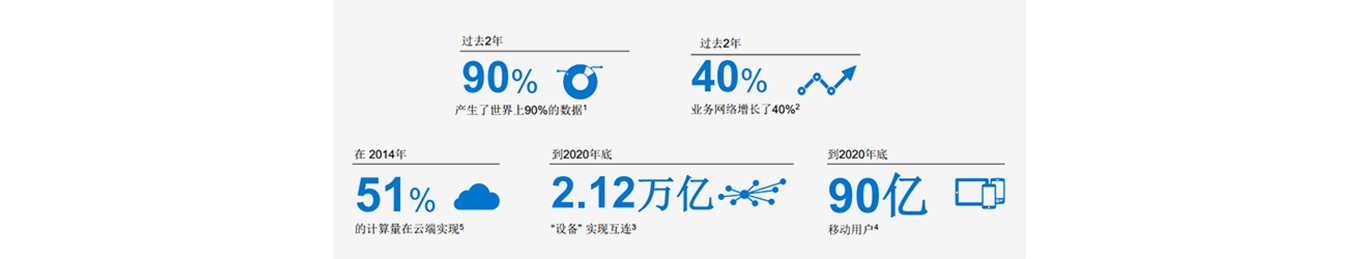 过去2年
90%
产生了世界上90%的数据¹
过去2年
40%
业务网络增长了40%²
在 2014年
51%
的计算量在云端实现⁵
到2020年底
2.12万亿
“设备” 实现互连³
到2020年底
90亿
移动用户⁴